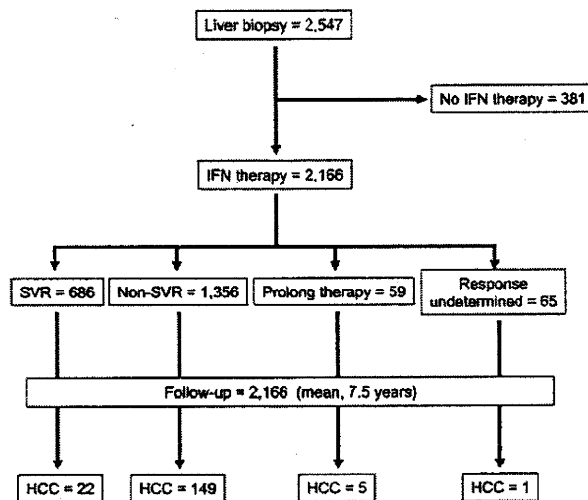 Liver biopsy = 2,547
No IFN therapy = 381
IFN therapy = 2,166
SVR = 686
Non-SVR = 1,356
Prolong therapy = 59
Response
undetermined = 65
Follow-up = 2,166 (mean, 7.5 years)
HCC = 22
HCC = 149
HCC = 5
HCC = 1